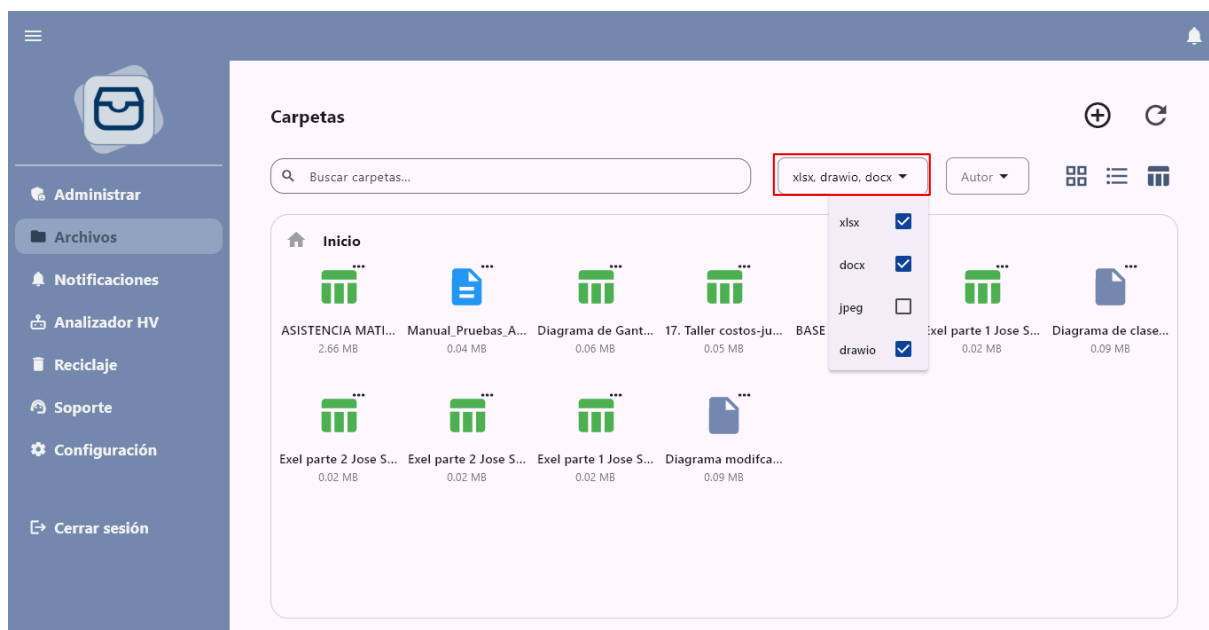 Carpetas
Buscar carpetas...
xlsx, drawio, docx
Autor
Administrar
Archivos
Notificaciones
Analizador HV
Reciclaje
Soporte
Configuración
Cerrar sesión
Inicio
xlsx
docx
jpeg
drawio
ASISTENCIA MATI... Manual_Pruebas_A... Diagrama de Gant... 17. Taller costos-ju... BASE Exel parte 1 Jose S... Diagrama de clase...
2.66 MB 0.04 MB 0.06 MB 0.05 MB 0.02 MB 0.09 MB
Exel parte 2 Jose S... Exel parte 2 Jose S... Exel parte 1 Jose S... Diagrama modifca...
0.02 MB 0.02 MB 0.02 MB 0.09 MB